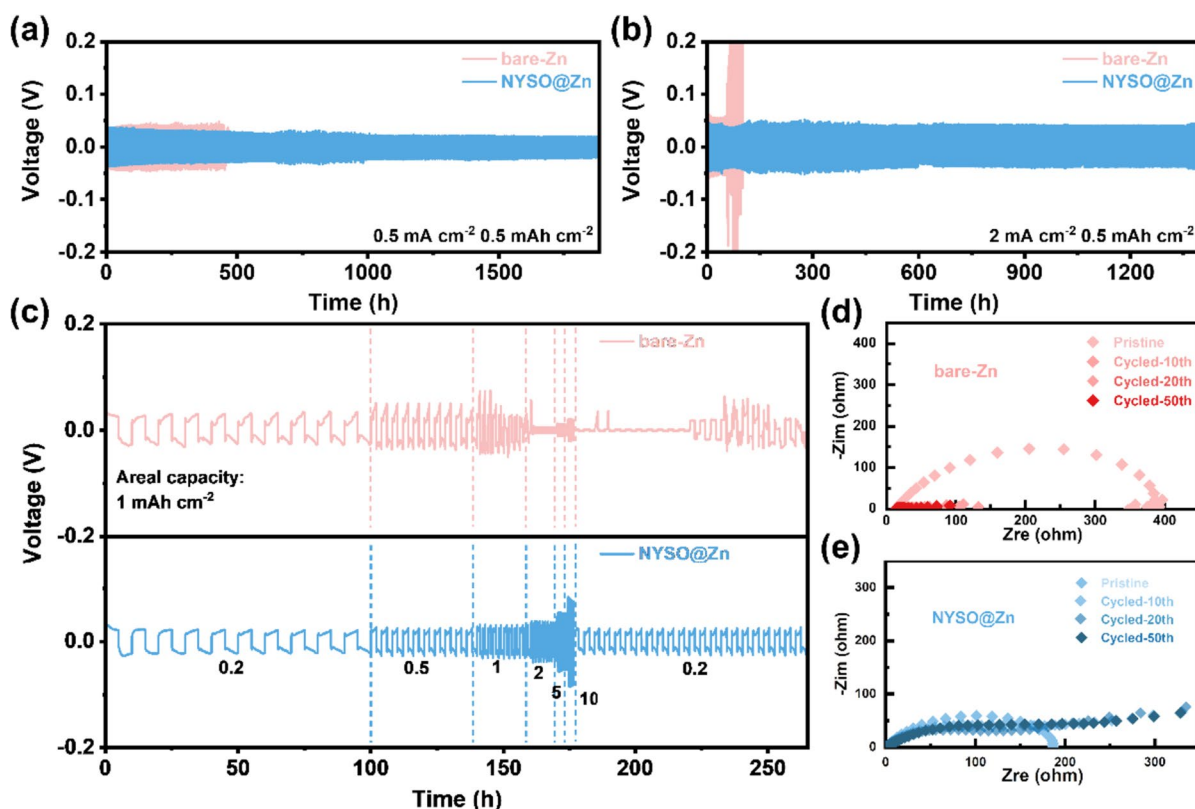 (a)
0.2
0.1
0.0
-0.1
-0.2
Voltage (V)
bare-Zn
NYSO@Zn
0.5 mA cm⁻² 0.5 mAh cm⁻²
0 500 1000 1500
Time (h)
(b)
0.2
0.1
0.0
-0.1
-0.2
Voltage (V)
bare-Zn
NYSO@Zn
2 mA cm⁻² 0.5 mAh cm⁻²
0 300 600 900 1200
Time (h)
(c)
0.2
0.0
-0.2
bare-Zn
Areal capacity:
1 mAh cm⁻²
Voltage (V)
0.0
-0.2
NYSO@Zn
0.2 0.5 1 2 5 10 0.2
0 50 100 150 200 250
Time (h)
(d)
400
300
200
100
0
-Zim (ohm)
bare-Zn
Pristine
Cycled-10th
Cycled-20th
Cycled-50th
0 100 200 300 400
Zre (ohm)
(e)
300
200
100
0
-Zim (ohm)
NYSO@Zn
Pristine
Cycled-10th
Cycled-20th
Cycled-50th
0 100 200 300
Zre (ohm)